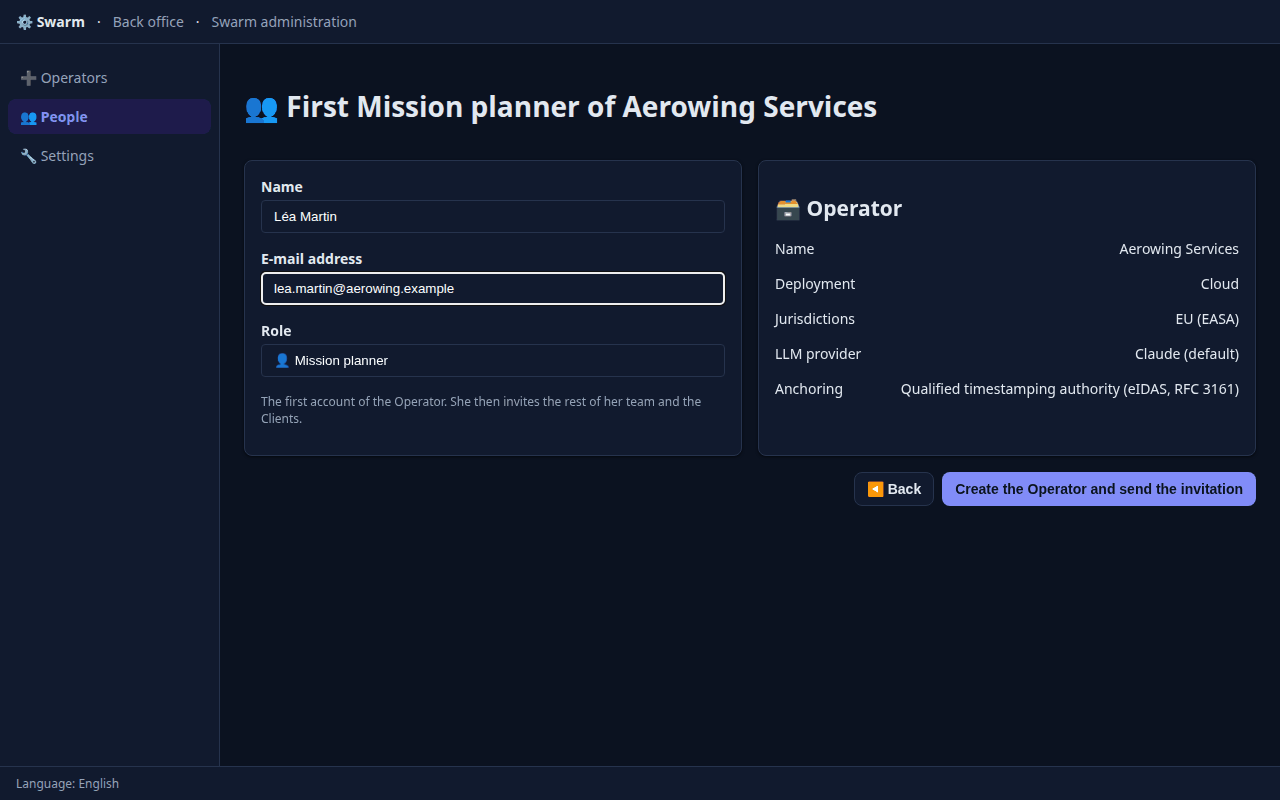 ⚙️ Swarm · Back office · Swarm administration
➕ Operators
👥 People
🔧 Settings
👥 First Mission planner of Aerowing Services
Name
Léa Martin
E-mail address
lea.martin@aerowing.example
Role
👤 Mission planner
The first account of the Operator. She then invites the rest of her team and the
Clients.
🗃️ Operator
Name Aerowing Services
Deployment Cloud
Jurisdictions EU (EASA)
LLM provider Claude (default)
Anchoring Qualified timestamping authority (eIDAS, RFC 3161)
◀️ Back
Create the Operator and send the invitation
Language: English